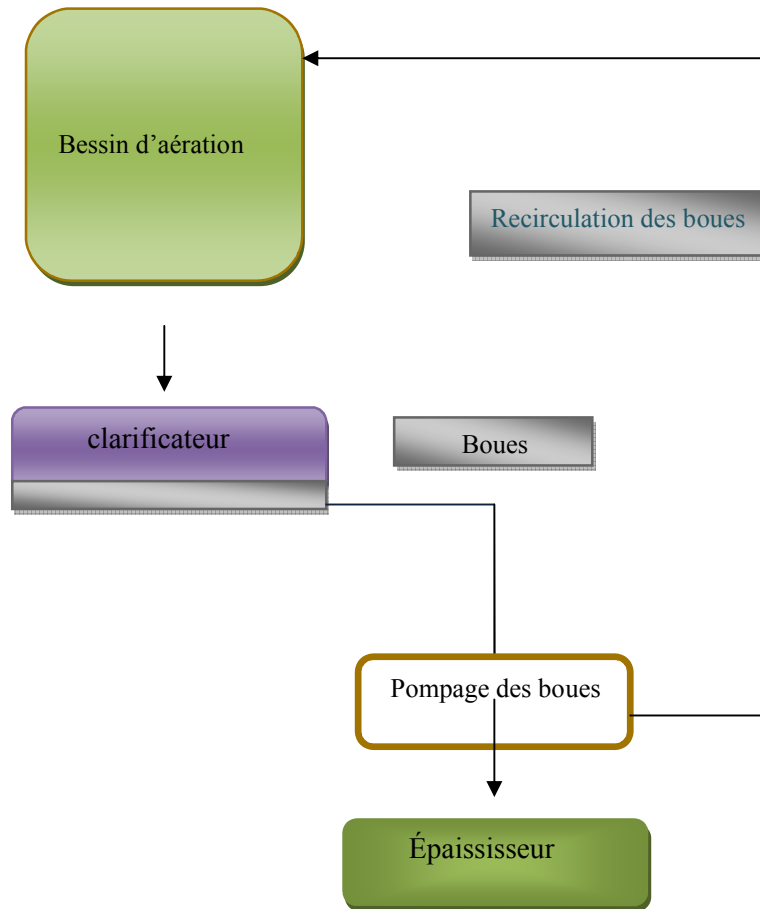 Bessin d’aération
Recirculation des boues
clarificateur
Boues
Pompage des boues
Épaississeur